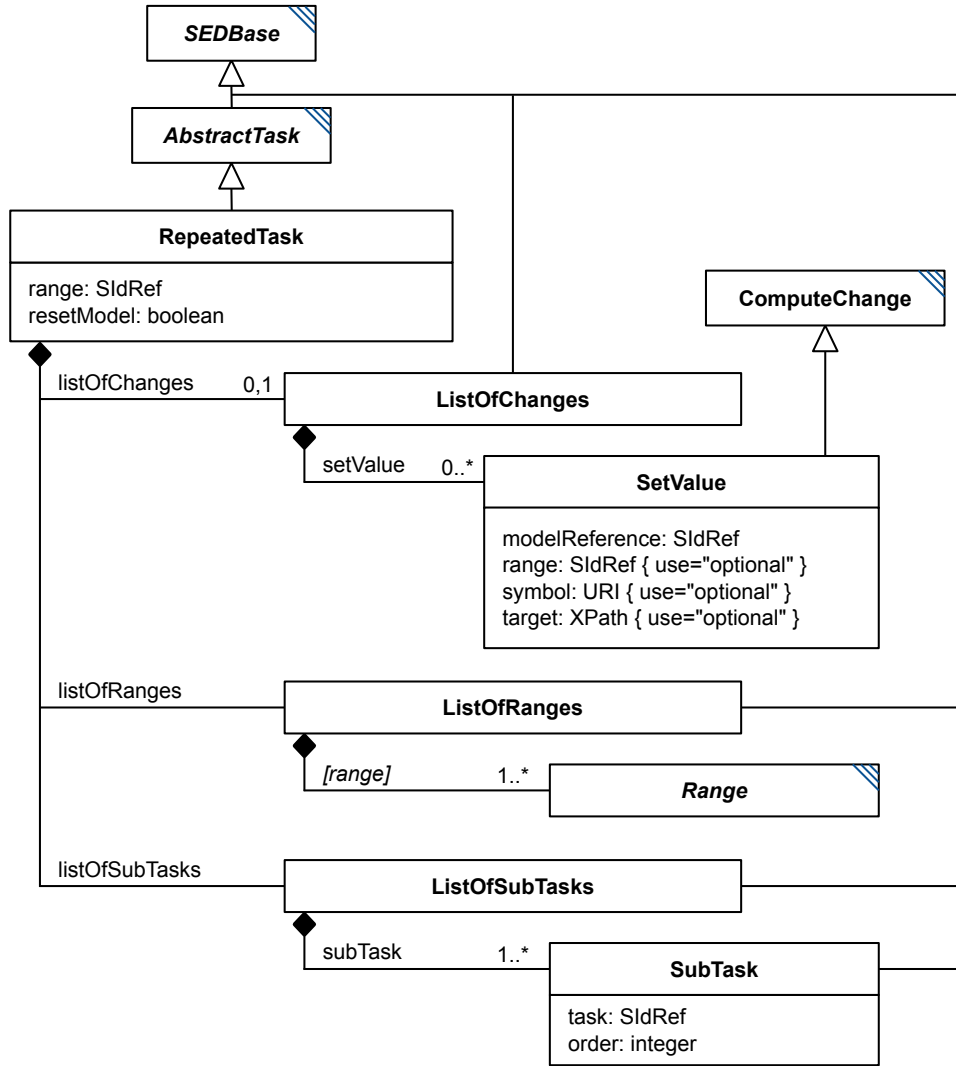 SEDBase
AbstractTask
RepeatedTask
range: SIdRef
resetModel: boolean
ComputeChange
listOfChanges 0,1
ListOfChanges
setValue 0..*
SetValue
modelReference: SIdRef
range: SIdRef { use="optional" }
symbol: URI { use="optional" }
target: XPath { use="optional" }
listOfRanges
ListOfRanges
[range] 1..*
Range
listOfSubTasks
ListOfSubTasks
subTask 1..*
SubTask
task: SIdRef
order: integer